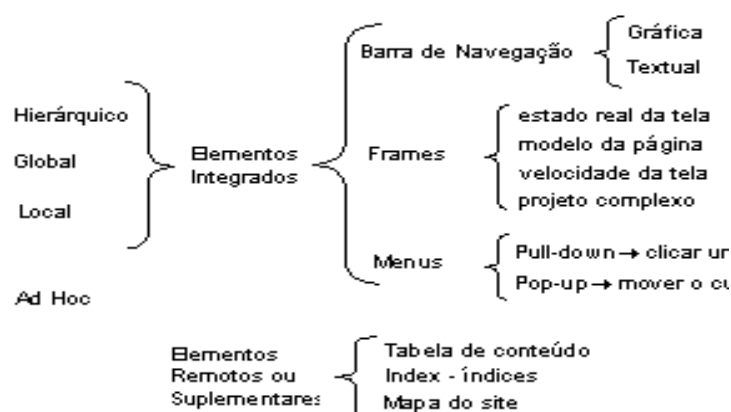 Hierárquico
Global
Local
Ad Hoc
Elementos
Integrados
Barra de Navegação
Gráfica
Textual
Frames
estado real da tela
modelo da página
velocidade da tela
projeto complexo
Menus
Pull-down → clicar
Pop-up → mover o
Elementos
Remotos ou
Suplementares
Tabela de conteúdo
Index - índices
Mapa do site